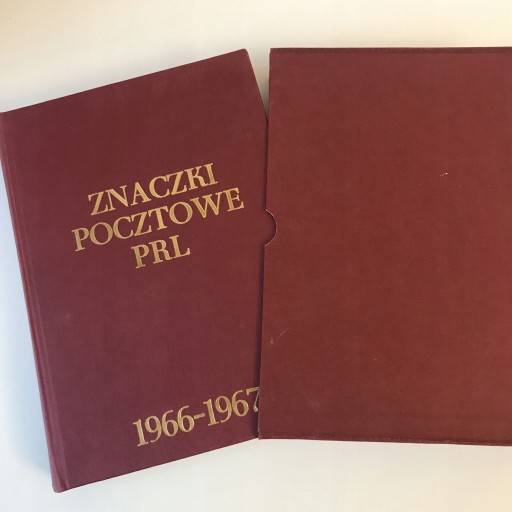 ZNACZKI
POCZTOWE
PRL
1966-1967